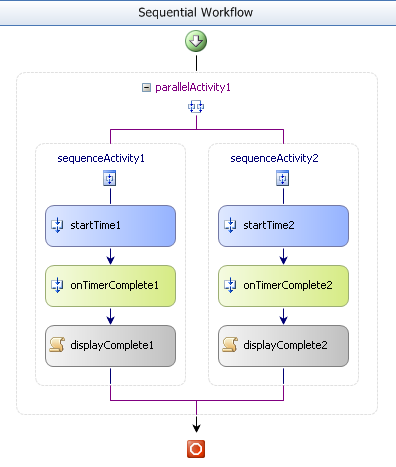 Sequential Workflow
parallelActivity1
sequenceActivity1
sequenceActivity2
startTime1
startTime2
onTimerComplete1
onTimerComplete2
displayComplete1
displayComplete2